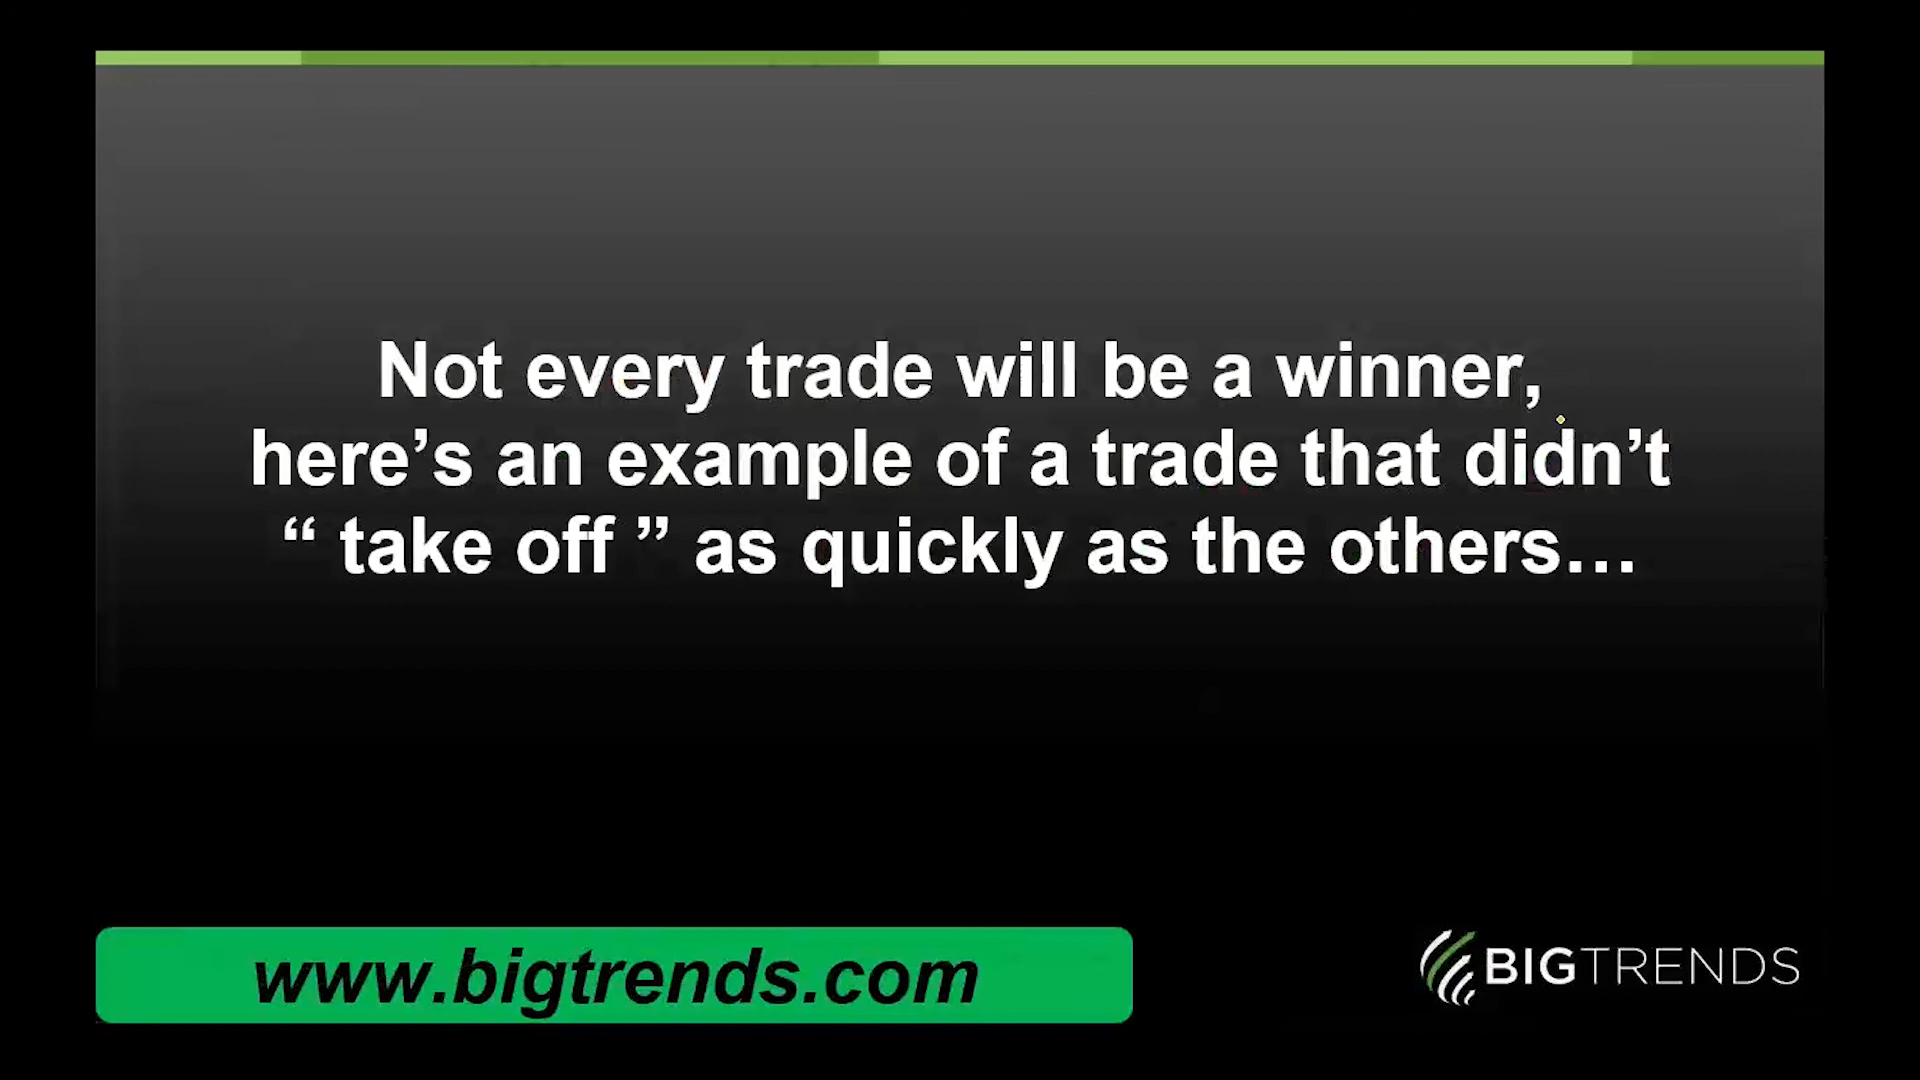 Not every trade will be a winner,
here’s an example of a trade that didn’t
“ take off ” as quickly as the others…
www.bigtrends.com
BIGTRENDS